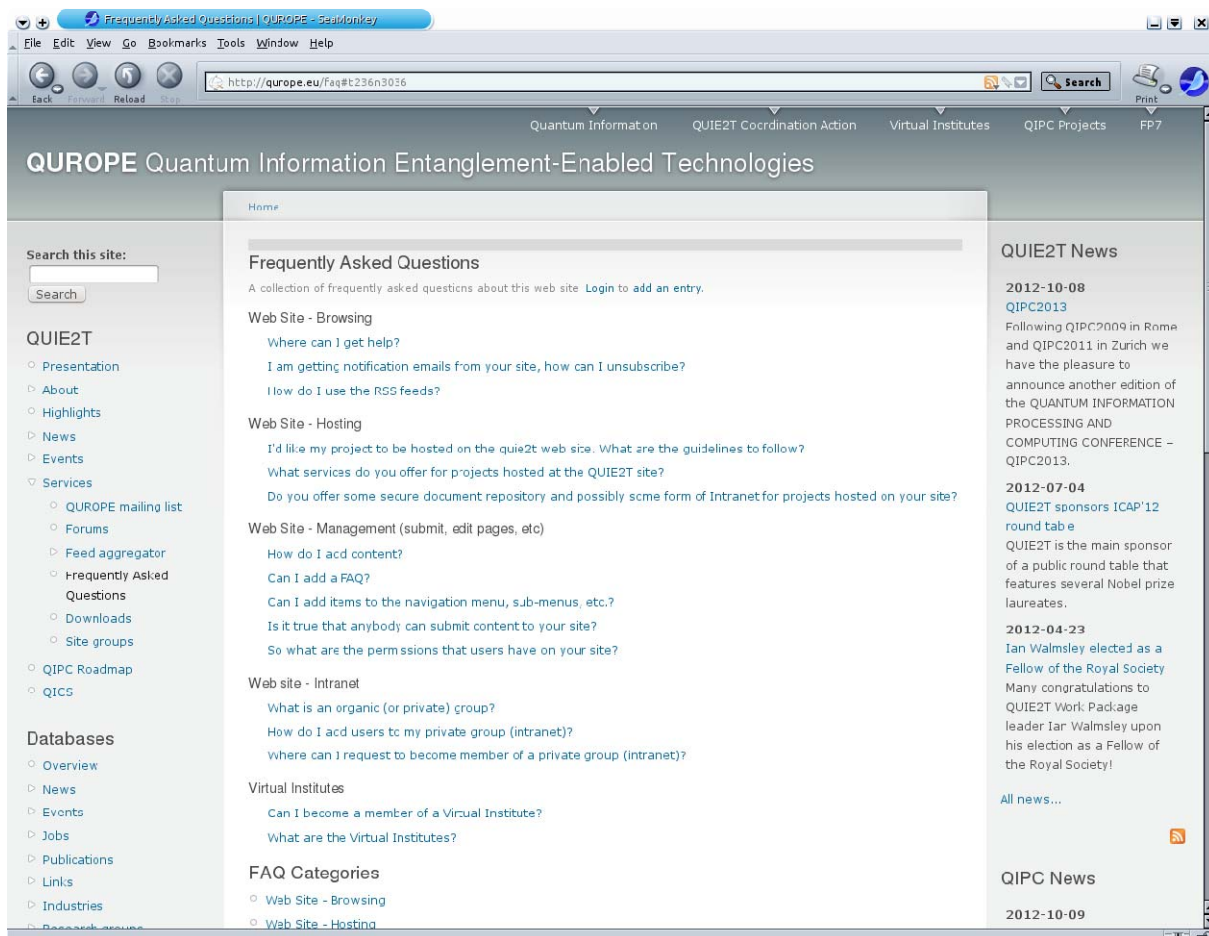 Frequently Asked Questions | QUROPE - SeaMonkey
File Edit View Go Bookmarks Tools Window Help
Back Forward Reload Stop
http://qurope.eu/faq#t236n3036
Search
Print
Quantum Information QUIE2T Coordination Action Virtual Institutes QIPC Projects FP7
QUROPE Quantum Information Entanglement-Enabled Technologies
Home
Search this site:
Search
QUIE2T
Presentation
About
Highlights
News
Events
Services
QUROPE mailing list
Forums
Feed aggregator
Frequently Asked
Questions
Downloads
Site groups
QIPC Roadmap
QICS
Databases
Overview
News
Events
Jobs
Publications
Links
Industries
Research groups
Frequently Asked Questions
A collection of frequently asked questions about this web site Login to add an entry.
Web Site - Browsing
Where can I get help?
I am getting notification emails from your site, how can I unsubscribe?
How do I use the RSS feeds?
Web Site - Hosting
I'd like my project to be hosted on the quie2t web site. What are the guidelines to follow?
What services do you offer for projects hosted at the QUIE2T site?
Do you offer some secure document repository and possibly some form of Intranet for projects hosted on your site?
Web Site - Management (submit, edit pages, etc)
How do I add content?
Can I add a FAQ?
Can I add items to the navigation menu, sub-menus, etc.?
Is it true that anybody can submit content to your site?
So what are the permissions that users have on your site?
Web site - Intranet
What is an organic (or private) group?
How do I add users to my private group (intranet)?
Where can I request to become member of a private group (intranet)?
Virtual Institutes
Can I become a member of a Virtual Institute?
What are the Virtual Institutes?
FAQ Categories
Web Site - Browsing
Web Site - Hosting
QUIE2T News
2012-10-08
QIPC2013
Following QIPC2009 in Rome
and QIPC2011 in Zurich we
have the pleasure to
announce another edition of
the QUANTUM INFORMATION
PROCESSING AND
COMPUTING CONFERENCE –
QIPC2013.
2012-07-04
QUIE2T sponsors ICAP'12
round table
QUIE2T is the main sponsor
of a public round table that
features several Nobel prize
laureates.
2012-04-23
Ian Walmsley elected as a
Fellow of the Royal Society
Many congratulations to
QUIE2T Work Package
leader Ian Walmsley upon
his election as a Fellow of
the Royal Society!
All news...
QIPC News
2012-10-09